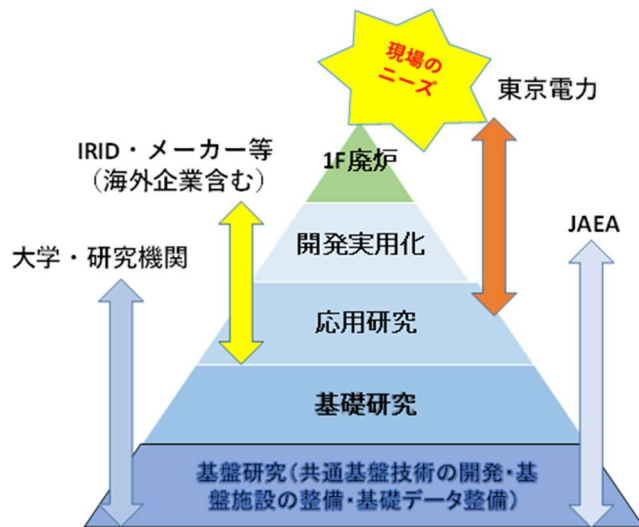 現場の
ニーズ
東京電力
IRID・メーカー等
（海外企業含む）
1F廃炉
大学・研究機関
開発実用化
JAEA
応用研究
基礎研究
基盤研究（共通基盤技術の開発・基
盤施設の整備・基礎データ整備）